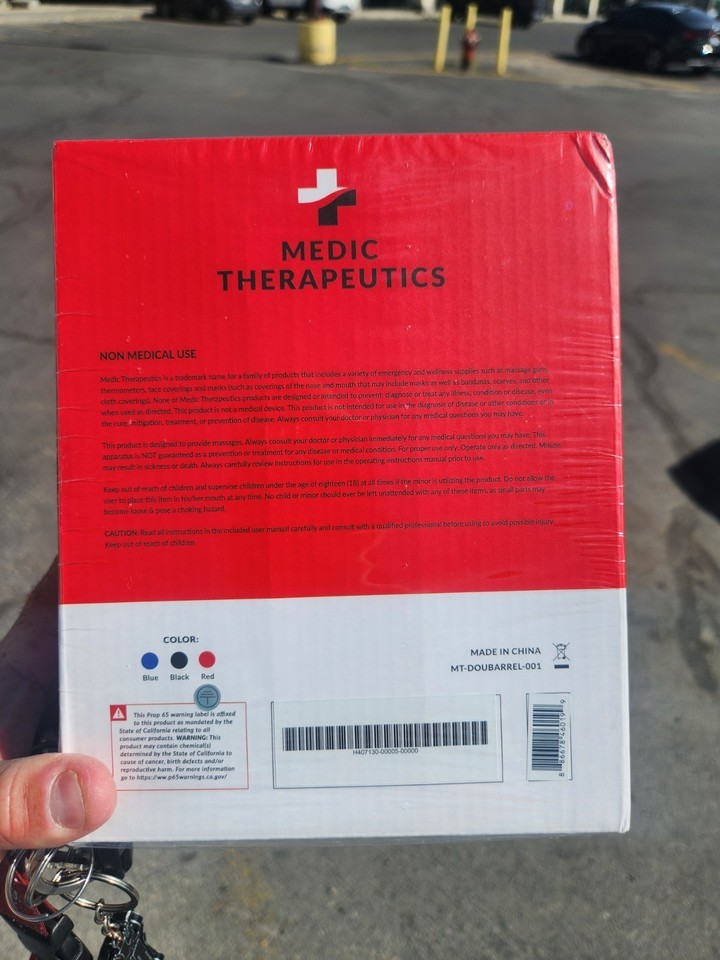 MEDIC
THERAPEUTICS
NON MEDICAL USE
Medic Therapeutics is a trademark name for a family of products that includes a variety of emergency and wellness supplies such as massage guns,
thermometers, face coverings and masks (such as coverings of the nose and mouth that may include masks as well as bandanas, scarves, and other
cloth coverings). None of Medic Therapeutics products are designed or intended to prevent, diagnose or treat any illness, condition or disease, even
when used as directed. This product is not a medical device. This product is not intended for use in the diagnosis of disease or other conditions or in
the cure, mitigation, treatment, or prevention of disease. Always consult your doctor or physician for any medical questions you may have.
This product is designed to provide massages. Always consult your doctor or physician immediately for any medical questions you may have. This
apparatus is NOT guaranteed as a prevention or treatment for any disease or medical condition. For proper use only. Operate only as directed. Misuse
may result in sickness or death. Always carefully review instructions for use in the operating instructions manual prior to use.
Keep out of reach of children and supervise children under the age of eighteen (18) at all times if the minor is utilizing the product. Do not allow the
user to place this item in his/her mouth at any time. No child or minor should ever be left unattended with any of these items, as small parts may
become loose & pose a choking hazard.
CAUTION: Read all instructions in the included user manual carefully and consult with a qualified professional before using to avoid possible injury.
Keep out of reach of children.
COLOR:
Blue Black Red
MADE IN CHINA
MT-DOUBARREL-001
This Prop 65 warning label is affixed
to this product as mandated by the
State of California relating to all
consumer products. WARNING: This
product may contain chemical(s)
determined by the State of California to
cause of cancer, birth defects and/or
reproductive harm. For more information
go to https://ww.p65warnings.ca.gov/
H407130-00005-00000
8 86678 46019 9